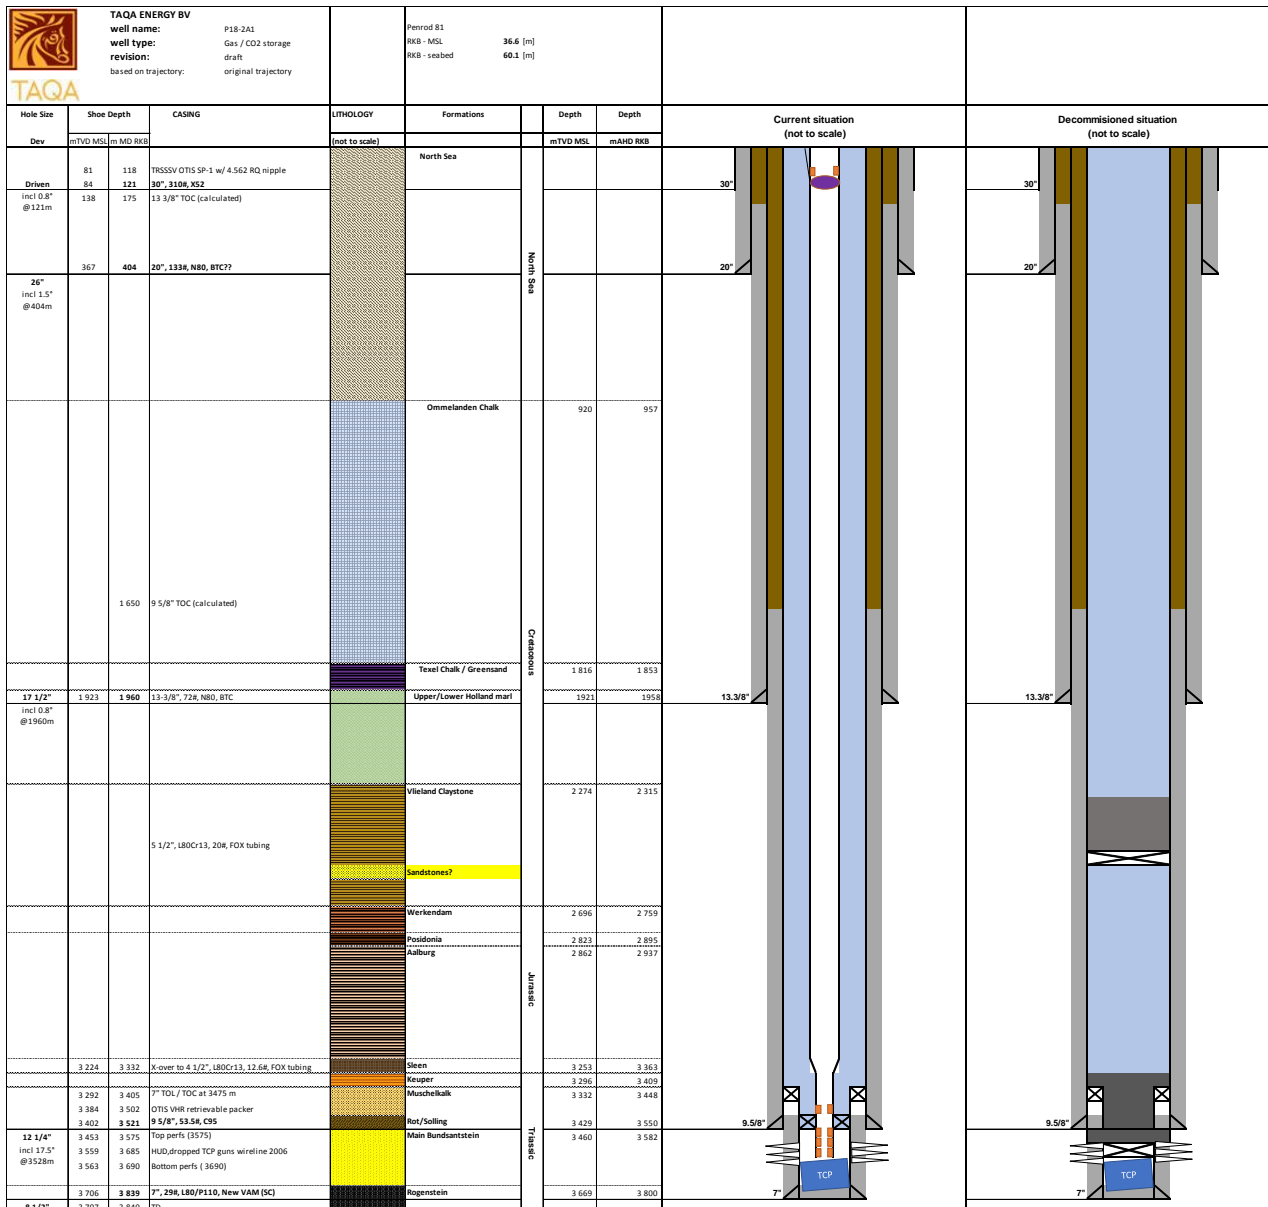 TAQA
TAQA ENERGY BV
well name: P18-2A1
well type: Gas / CO2 storage
revision: draft
based on trajectory: original trajectory
Penrod 81
RKB - MSL 36.6 [m]
RKB - seabed 60.1 [m]
Hole Size Shoe Depth CASING LITHOLOGY Formations Depth Depth Current situation Decommisioned situation
(not to scale) (not to scale)
Dev mTVD MSL m MD RKB (not to scale) mTVD MSL mAHD RKB
North Sea
81 118 TRSSSV OTIS SP-1 w/ 4.562 RQ nipple
Driven 84 121 30", 310#, X52 30" 30"
incl 0.8° 138 175 13 3/8" TOC (calculated)
@121m
North Sea
367 404 20", 133#, N80, BTC?? 20" 20"
26"
incl 1.5°
@404m
Ommelanden Chalk 920 957
1 650 9 5/8" TOC (calculated)
Cretaceous
Texel Chalk / Greensand 1 816 1 853
17 1/2" 1 923 1 960 13-3/8", 72#, N80, BTC Upper/Lower Holland marl 1921 1958 13.3/8" 13.3/8"
incl 0.8°
@1960m
Vlieland Claystone 2 274 2 315
5 1/2", L80Cr13, 20#, FOX tubing
Sandstones?
Werkendam 2 696 2 759
Posidonia 2 823 2 895
Aalburg 2 862 2 937
Jurassic
Sleen 3 253 3 363
3 224 3 332 X-over to 4 1/2", L80Cr13, 12.6#, FOX tubing
Keuper 3 296 3 409
3 292 3 405 7" TOL / TOC at 3475 m Muschelkalk 3 332 3 448
3 384 3 502 OTIS VHR retrievable packer
3 402 3 521 9 5/8", 53.5#, C95 Rot/Solling 3 429 3 550 9.5/8" 9.5/8"
Triassic
12 1/4" 3 453 3 575 Top perfs (3575) Main Bundsantstein 3 460 3 582
incl 17.5° 3 559 3 685 HUD,dropped TCP guns wireline 2006
@3528m
3 563 3 690 Bottom perfs ( 3690)
TCP TCP
3 706 3 839 7", 29#, L80/P110, New VAM (SC) Rogenstein 3 669 3 800 7" 7"
8 1/2" 3 707 3 840 TD